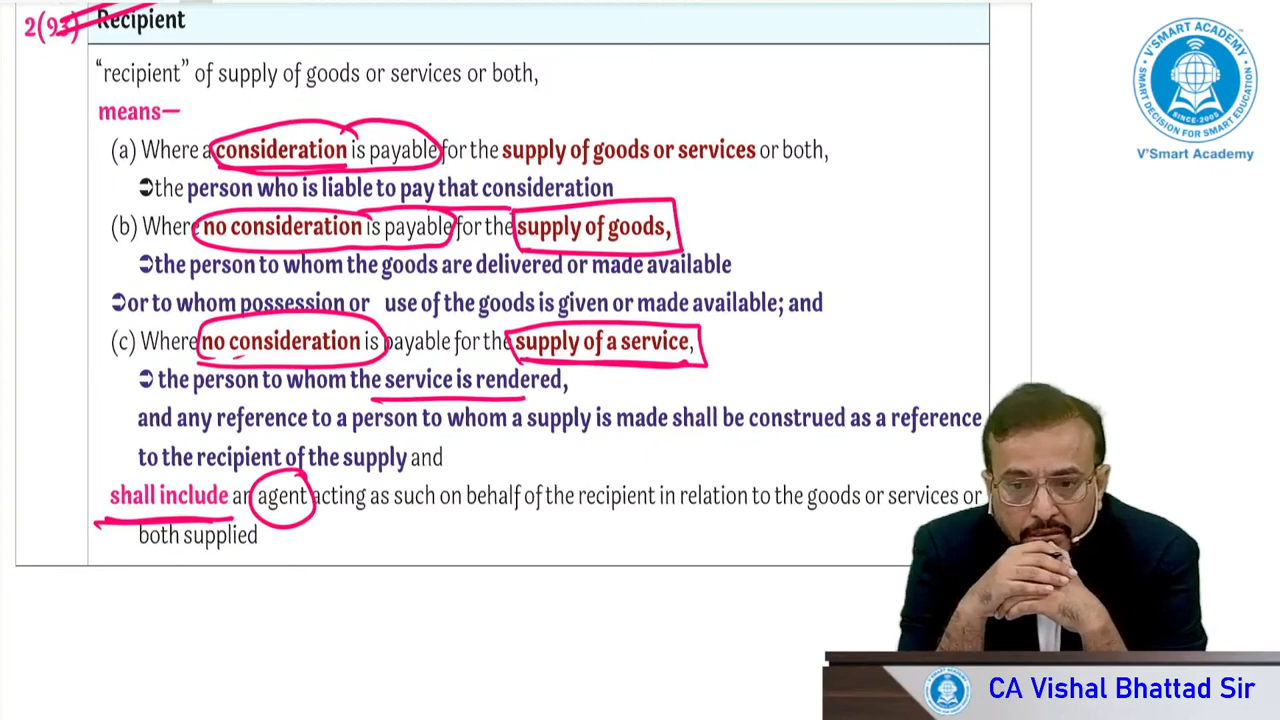 2(93) Recipient
“recipient” of supply of goods or services or both,
means—
(a) Where a consideration is payable for the supply of goods or services or both,
➲the person who is liable to pay that consideration
(b) Where no consideration is payable for the supply of goods,
➲the person to whom the goods are delivered or made available
➲or to whom possession or use of the goods is given or made available; and
(c) Where no consideration is payable for the supply of a service,
➲ the person to whom the service is rendered,
and any reference to a person to whom a supply is made shall be construed as a reference
to the recipient of the supply and
shall include an agent acting as such on behalf of the recipient in relation to the goods or services or
both supplied
V'SMART ACADEMY
SINCE-2005
SMART DECISION FOR SMART EDUCATION
V'Smart Academy
CA Vishal Bhattad Sir